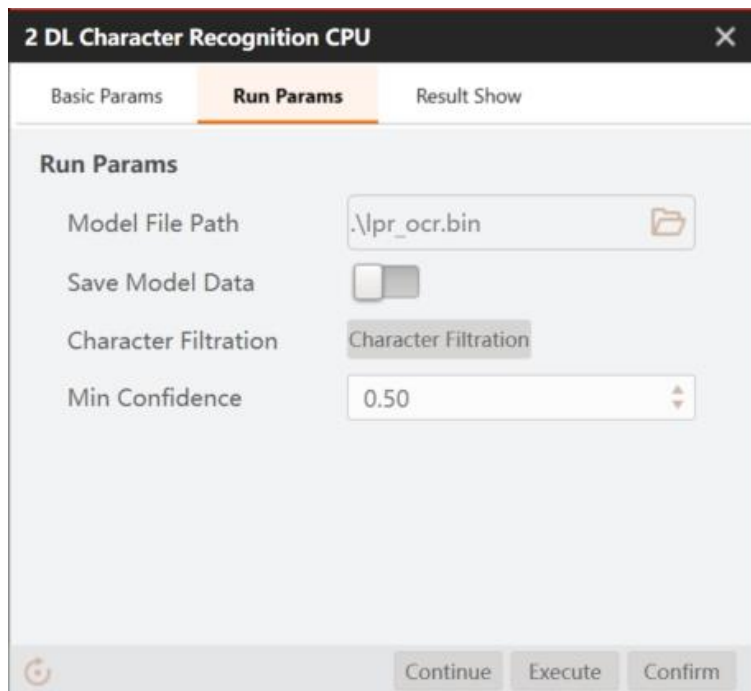 2 DL Character Recognition CPU
Basic Params Run Params Result Show
Run Params
Model File Path .\lpr_ocr.bin
Save Model Data
Character Filtration Character Filtration
Min Confidence 0.50
Continue Execute Confirm